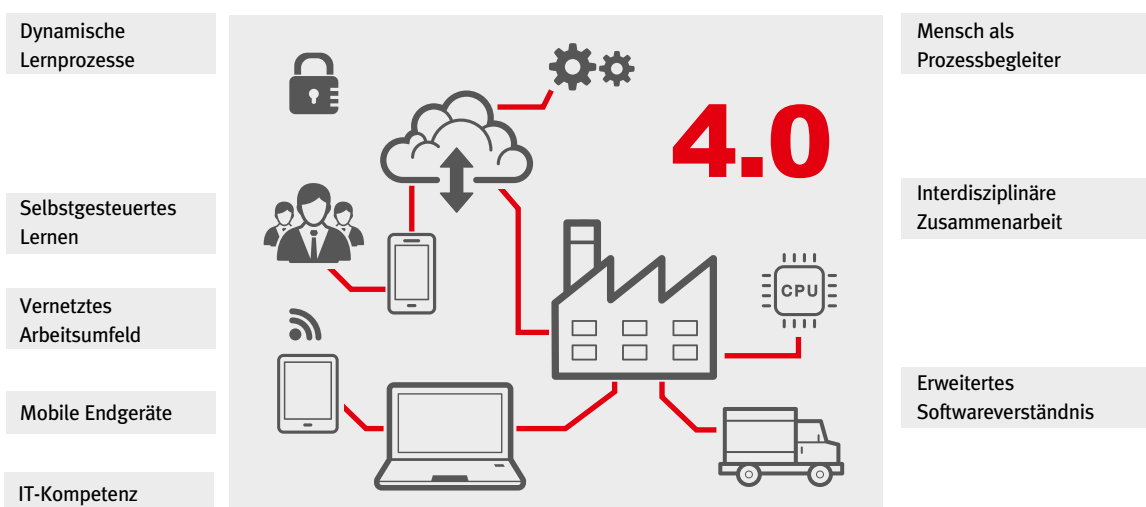 Dynamische
Lernprozesse
Selbstgesteuertes
Lernen
Vernetztes
Arbeitsumfeld
Mobile Endgeräte
IT-Kompetenz
4.0
CPU
Mensch als
Prozessbegleiter
Interdisziplinäre
Zusammenarbeit
Erweitertes
Softwareverständnis